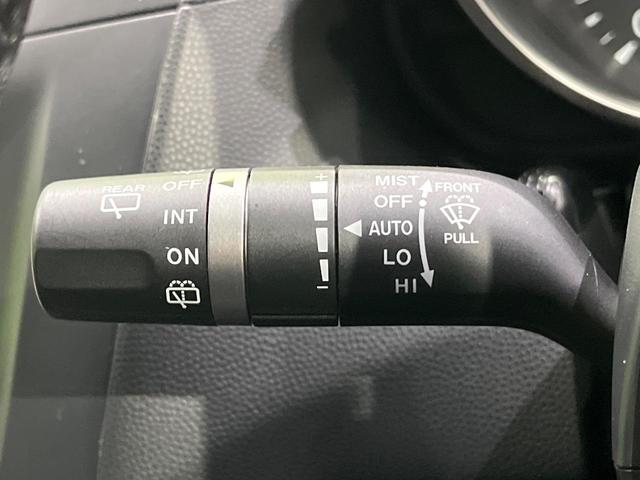 REAR
OFF
INT
ON
+
−
MIST
OFF
AUTO
LO
HI
FRONT
PULL